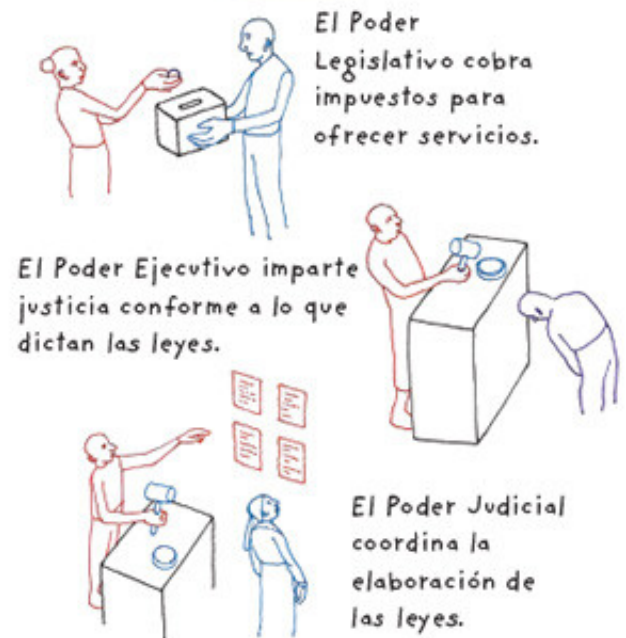 El Poder
Legislativo cobra
impuestos para
ofrecer servicios.
El Poder Ejecutivo imparte
justicia conforme a lo que
dictan las leyes.
El Poder Judicial
coordina la
elaboración de
las leyes.